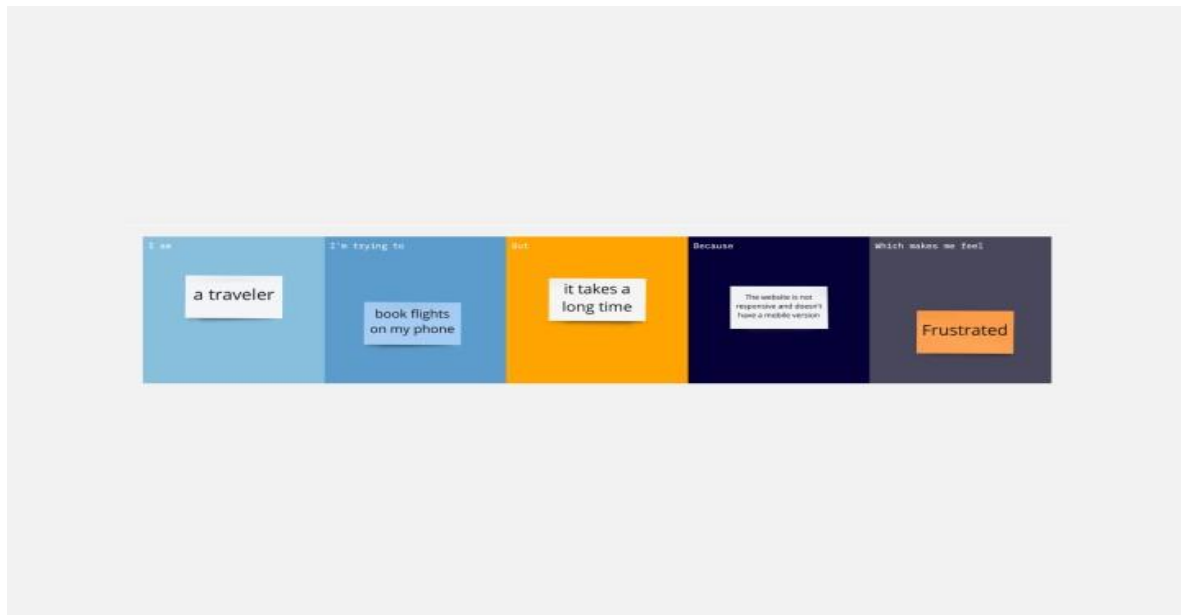 I am
a traveler
I'm trying to
book flights
on my phone
But
it takes a
long time
Because
The website is not
responsive and doesn't
have a mobile version
Which makes me feel
Frustrated